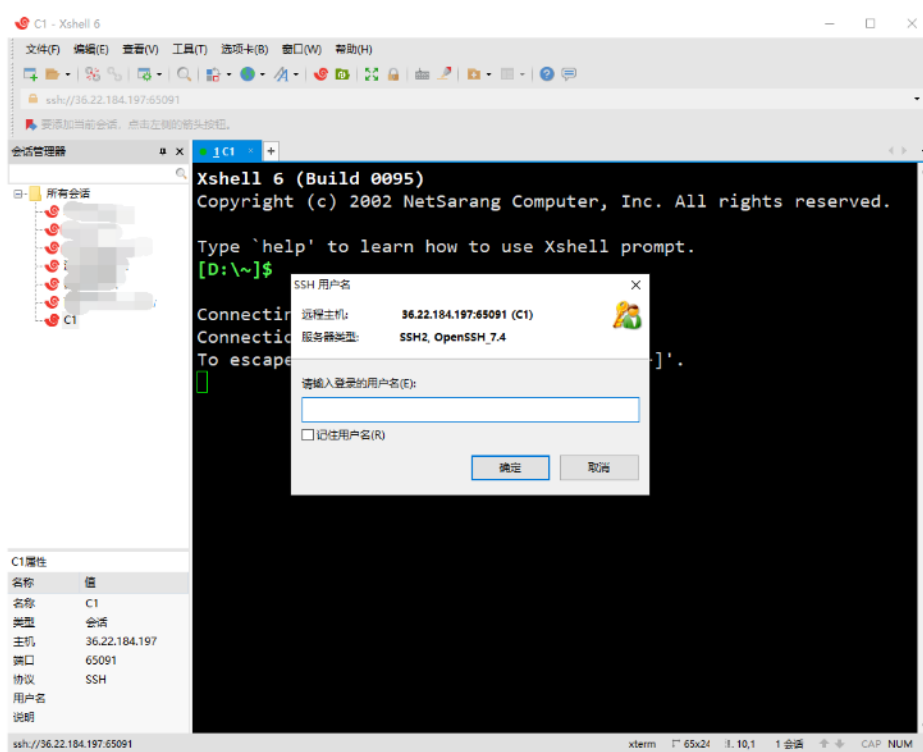 C1 - Xshell 6
文件(F) 编辑(E) 查看(V) 工具(T) 选项卡(B) 窗口(W) 帮助(H)
ssh://36.22.184.197:65091
要添加当前会话，点击左侧的箭头按钮。
会话管理器
1 C1
所有会话
C1
Xshell 6 (Build 0095)
Copyright (c) 2002 NetSarang Computer, Inc. All rights reserved.
Type `help' to learn how to use Xshell prompt.
[D:\~]$
Connectin
Connectio
To escape
]'.
SSH 用户名
远程主机: 36.22.184.197:65091 (C1)
服务器类型: SSH2, OpenSSH_7.4
请输入登录的用户名(E):
记住用户名(R)
确定 取消
C1属性
名称 值
名称 C1
类型 会话
主机 36.22.184.197
端口 65091
协议 SSH
用户名
说明
ssh://36.22.184.197:65091
xterm 65x24 10,1 1 会话 CAP NUM